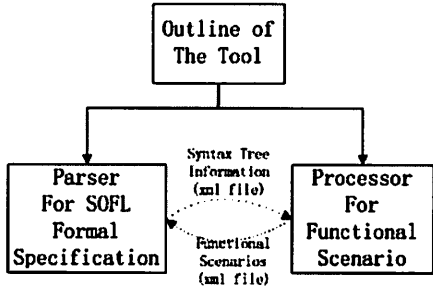 Outline of
The Tool
Syntax Tree
Information
(xml file)
Parser
For SOFL
Formal
Specification
Processor
For
Functional
Scenario
Functional
Scenarios
(xml file)